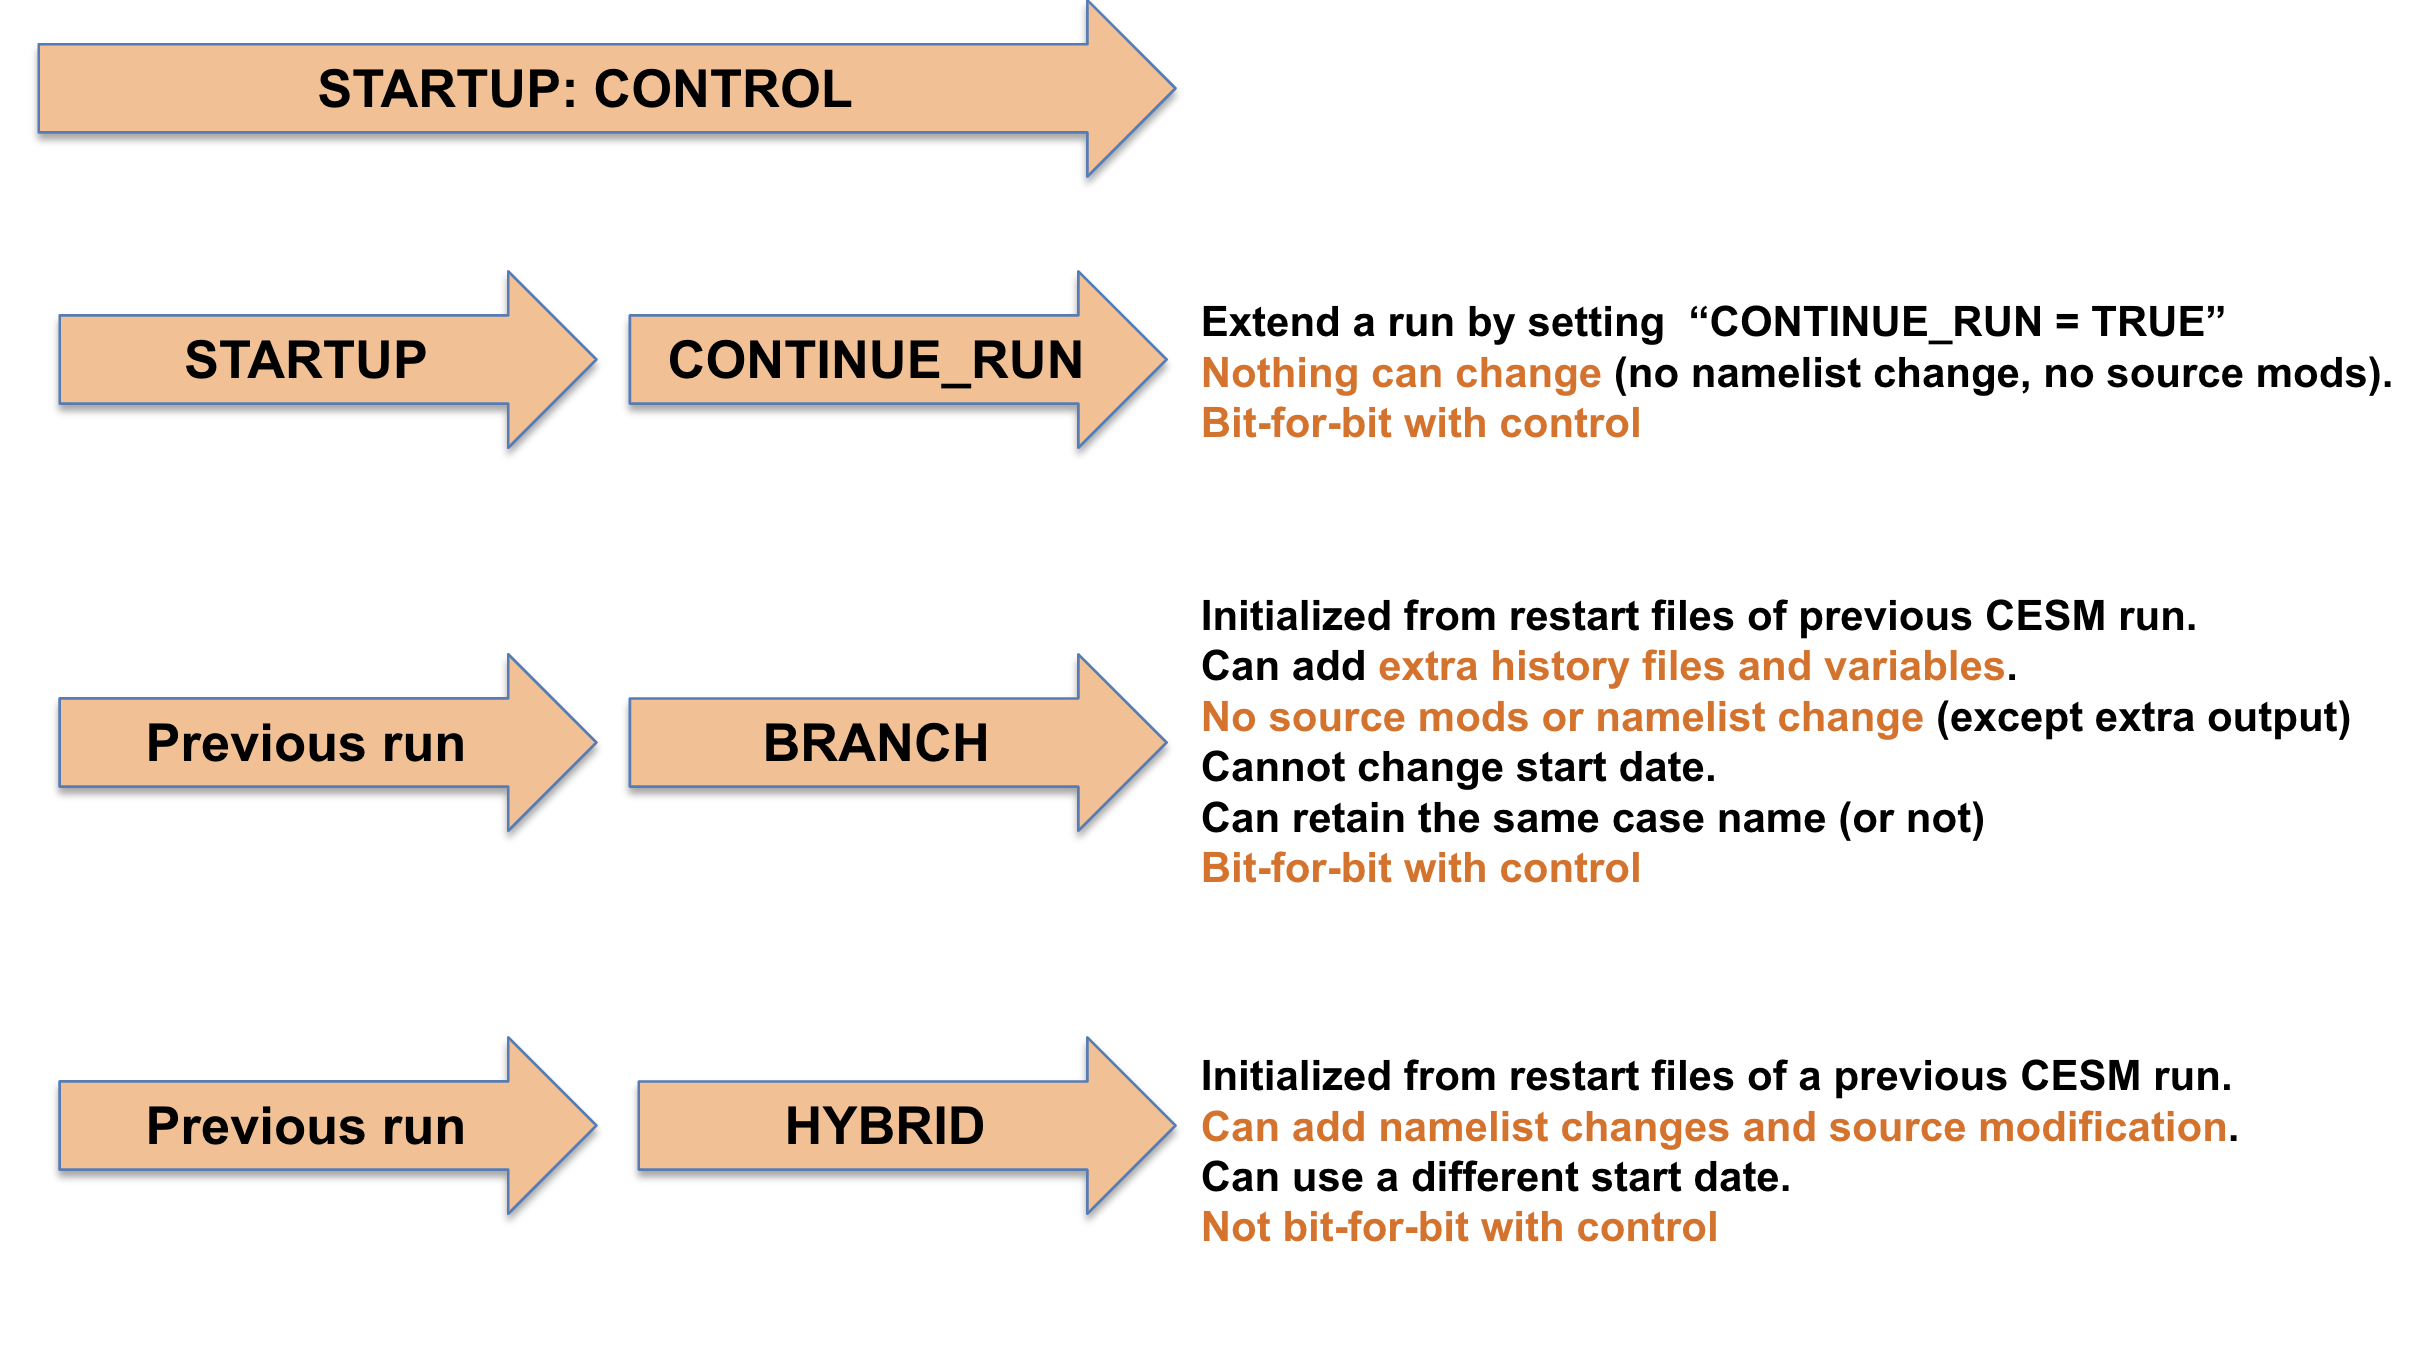 STARTUP: CONTROL
STARTUP
CONTINUE_RUN
Extend a run by setting “CONTINUE_RUN = TRUE”
Nothing can change (no namelist change, no source mods).
Bit-for-bit with control
Previous run
BRANCH
Initialized from restart files of previous CESM run.
Can add extra history files and variables.
No source mods or namelist change (except extra output)
Cannot change start date.
Can retain the same case name (or not)
Bit-for-bit with control
Previous run
HYBRID
Initialized from restart files of a previous CESM run.
Can add namelist changes and source modification.
Can use a different start date.
Not bit-for-bit with control